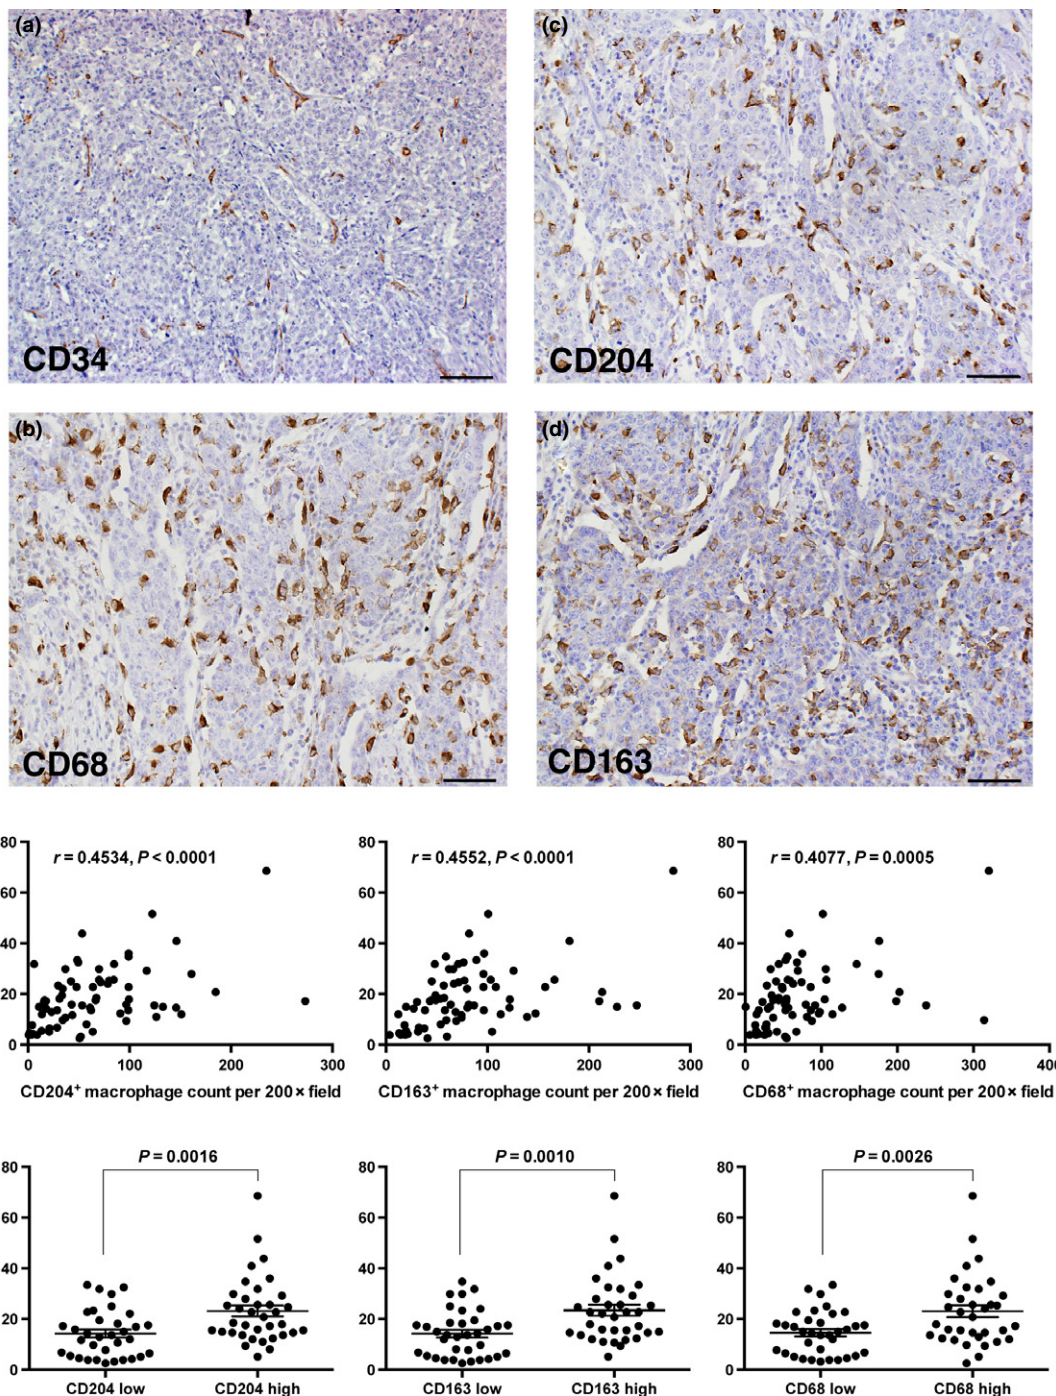 (a)
CD34
(c)
CD204
(b)
CD68
(d)
CD163
r = 0.4534, P < 0.0001
80
60
40
20
0
0 100 200 300
CD204+ macrophage count per 200× field
r = 0.4552, P < 0.0001
80
60
40
20
0
0 100 200 300
CD163+ macrophage count per 200× field
r = 0.4077, P = 0.0005
80
60
40
20
0
0 100 200 300 400
CD68+ macrophage count per 200× field
P = 0.0016
80
60
40
20
0
CD204 low CD204 high
P = 0.0010
80
60
40
20
0
CD163 low CD163 high
P = 0.0026
80
60
40
20
0
CD68 low CD68 high